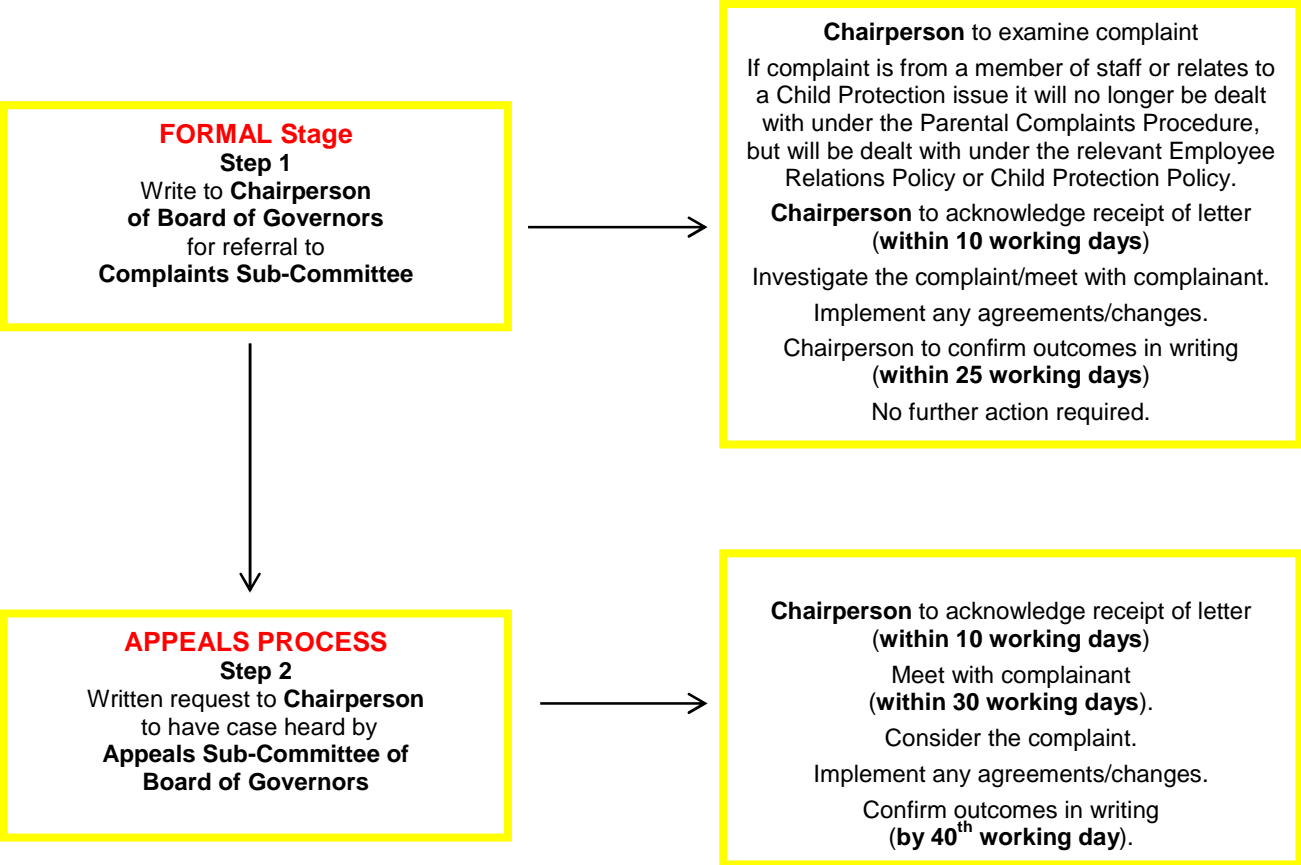 FORMAL Stage
Step 1
Write to Chairperson
of Board of Governors
for referral to
Complaints Sub-Committee
Chairperson to examine complaint
If complaint is from a member of staff or relates to
a Child Protection issue it will no longer be dealt
with under the Parental Complaints Procedure,
but will be dealt with under the relevant Employee
Relations Policy or Child Protection Policy.
Chairperson to acknowledge receipt of letter
(within 10 working days)
Investigate the complaint/meet with complainant.
Implement any agreements/changes.
Chairperson to confirm outcomes in writing
(within 25 working days)
No further action required.
APPEALS PROCESS
Step 2
Written request to Chairperson
to have case heard by
Appeals Sub-Committee of
Board of Governors
Chairperson to acknowledge receipt of letter
(within 10 working days)
Meet with complainant
(within 30 working days).
Consider the complaint.
Implement any agreements/changes.
Confirm outcomes in writing
(by 40th working day).